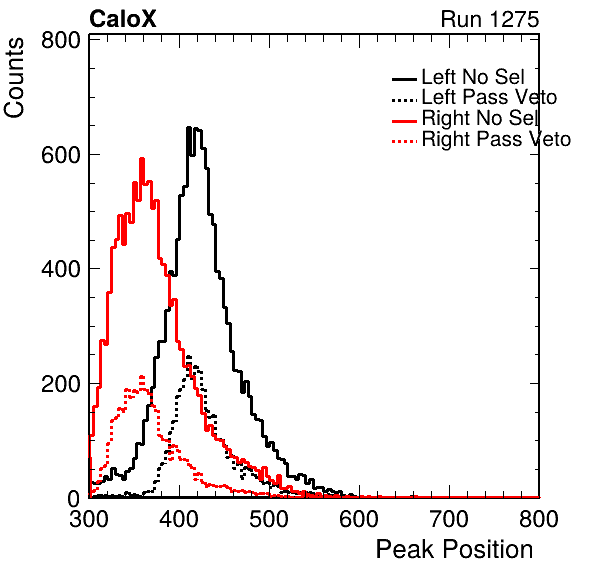 CaloX Run 1275
Counts
800
600
400
200
0
Left No Sel
Left Pass Veto
Right No Sel
Right Pass Veto
300 400 500 600 700 800
Peak Position